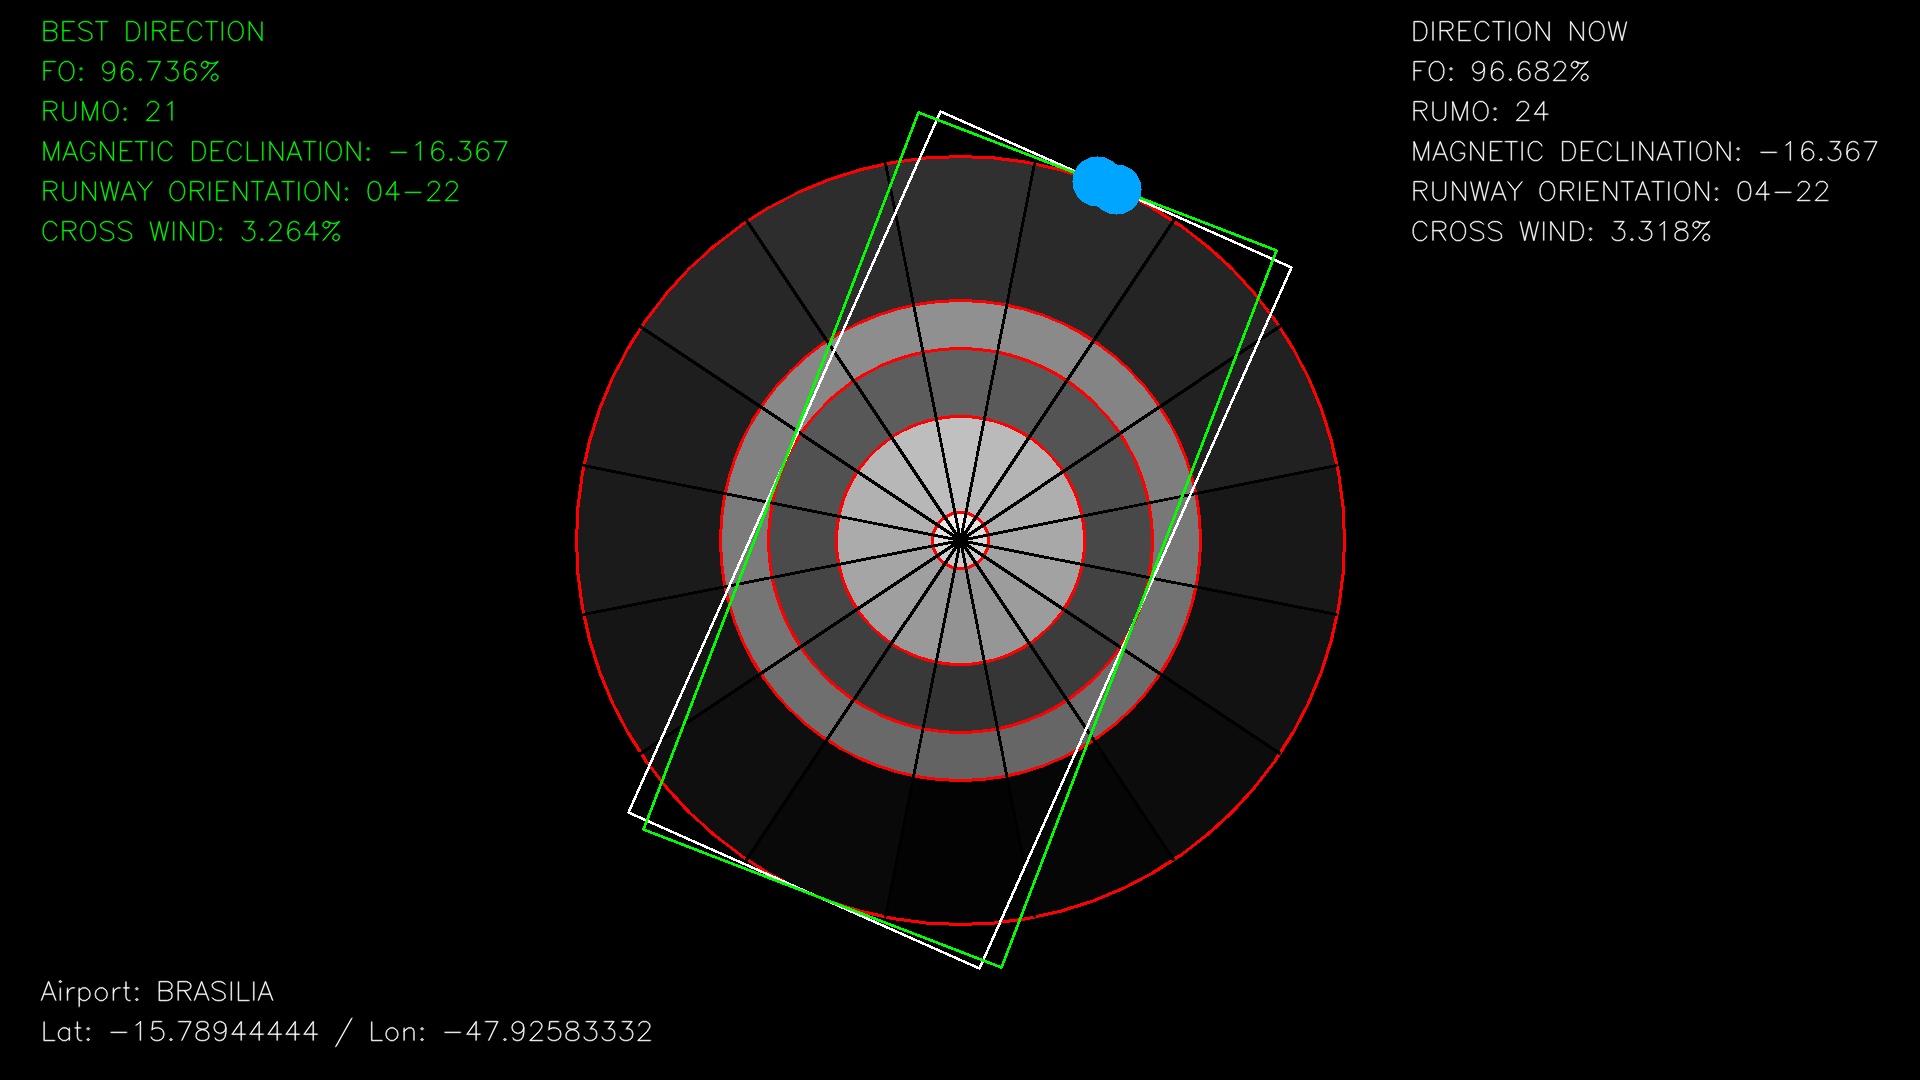 BEST DIRECTION
FO: 96.736%
RUMO: 21
MAGNETIC DECLINATION: -16.367
RUNWAY ORIENTATION: 04-22
CROSS WIND: 3.264%
DIRECTION NOW
FO: 96.682%
RUMO: 24
MAGNETIC DECLINATION: -16.367
RUNWAY ORIENTATION: 04-22
CROSS WIND: 3.318%
Airport: BRASILIA
Lat: -15.78944444 / Lon: -47.92583332